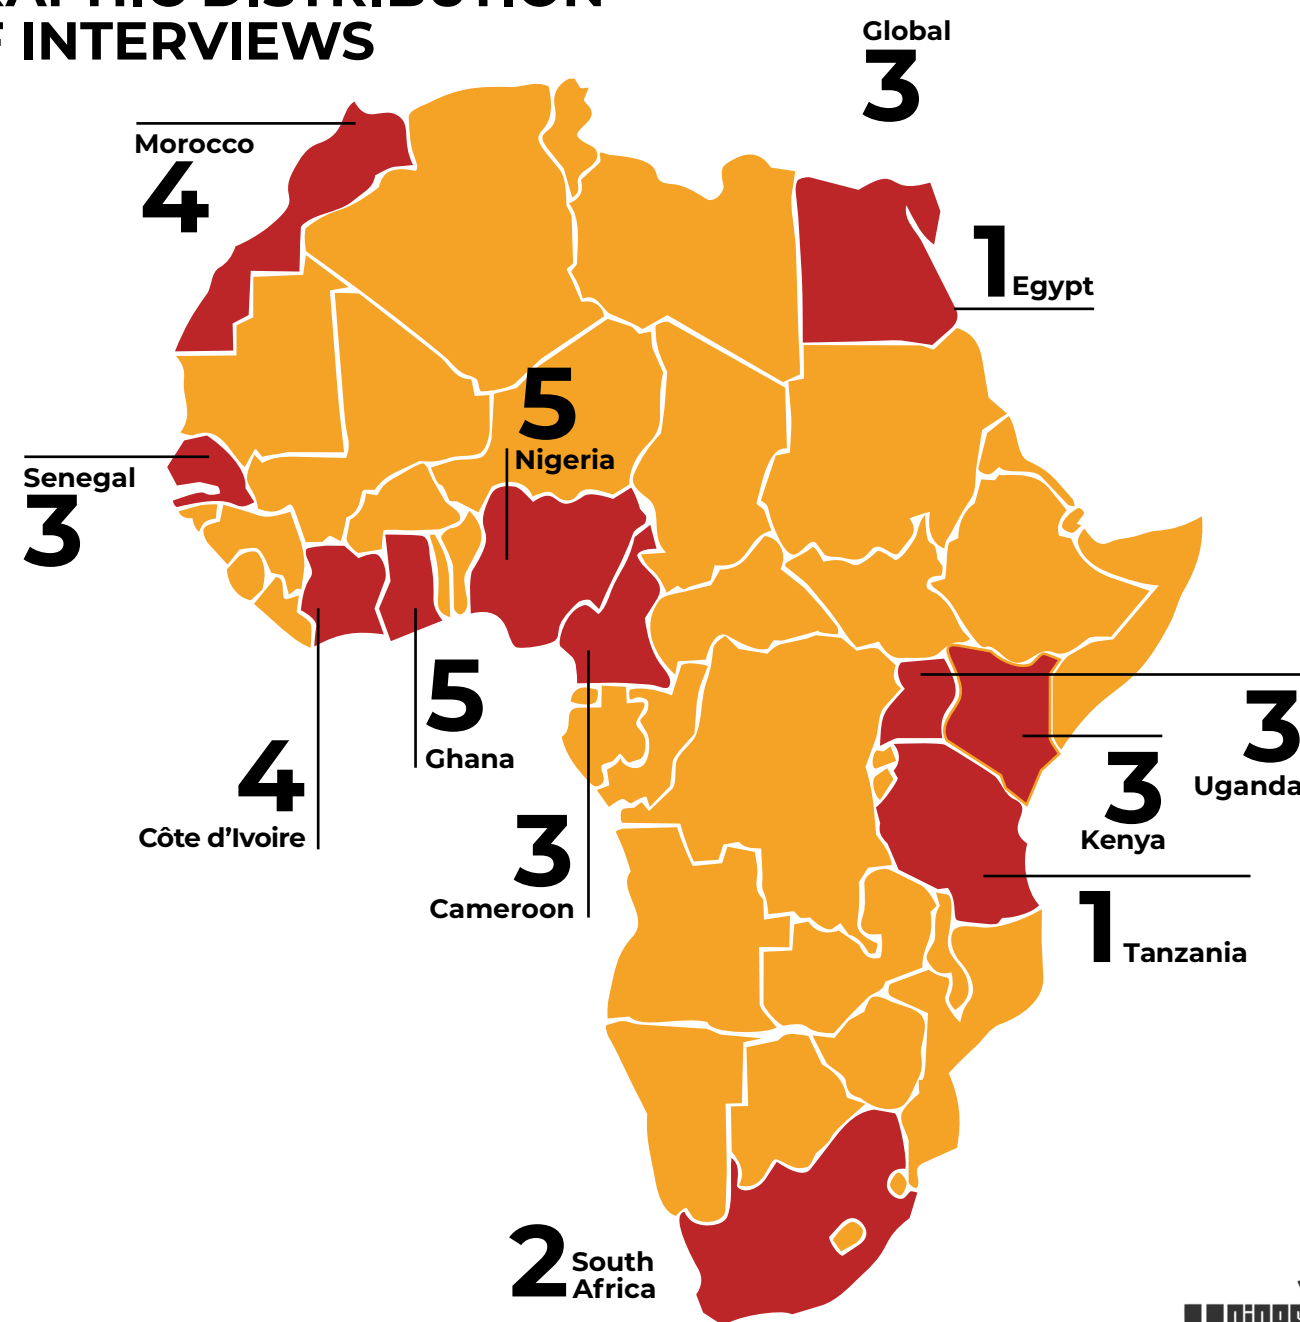 F INTERVIEWS
Global
3
Morocco
4
1 Egypt
5
Nigeria
Senegal
3
5
Ghana
4
Côte d’Ivoire
3
Cameroon
3
Uganda
3
Kenya
1 Tanzania
2 South
Africa